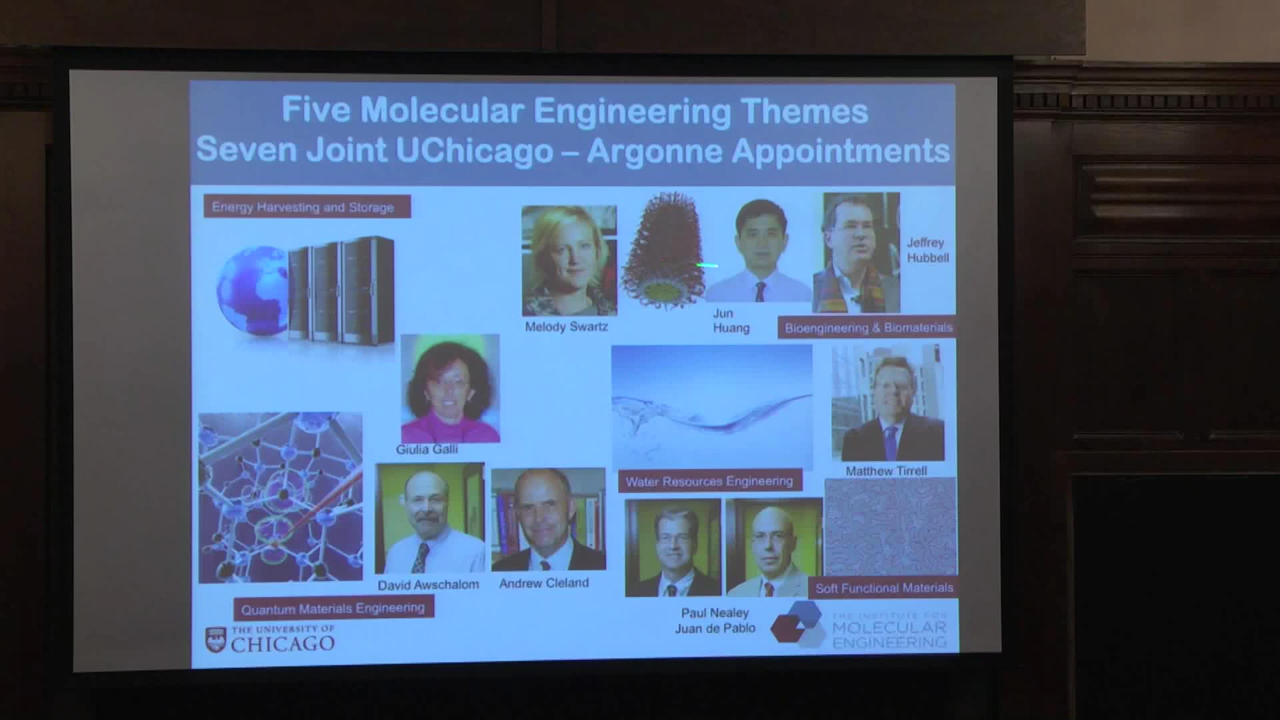 Five Molecular Engineering Themes
Seven Joint UChicago – Argonne Appointments
Energy Harvesting and Storage
Melody Swartz
Jun
Huang
Jeffrey
Hubbell
Bioengineering & Biomaterials
Giulia Galli
Matthew Tirrell
Water Resources Engineering
David Awschalom
Andrew Cleland
Soft Functional Materials
Quantum Materials Engineering
Paul Nealey
Juan de Pablo
THE UNIVERSITY OF
CHICAGO
THE INSTITUTE FOR
MOLECULAR
ENGINEERING